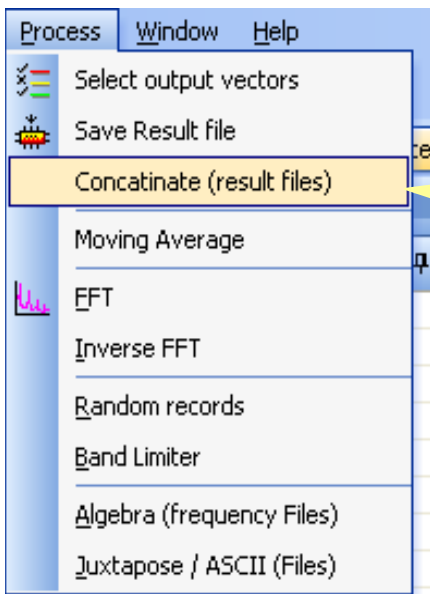 Process Window Help
Select output vectors
Save Result file
Concatinate (result files)
Moving Average
FFT
Inverse FFT
Random records
Band Limiter
Algebra (frequency Files)
Juxtapose / ASCII (Files)